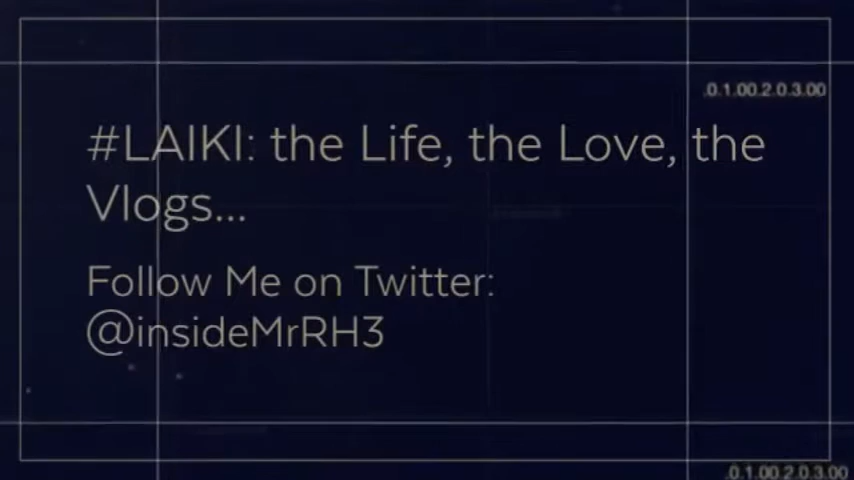 .0.1.00.2.0.3.00
#LAIKI: the Life, the Love, the
Vlogs...
Follow Me on Twitter:
@insideMrRH3
.0.1.00.2.0.3.00